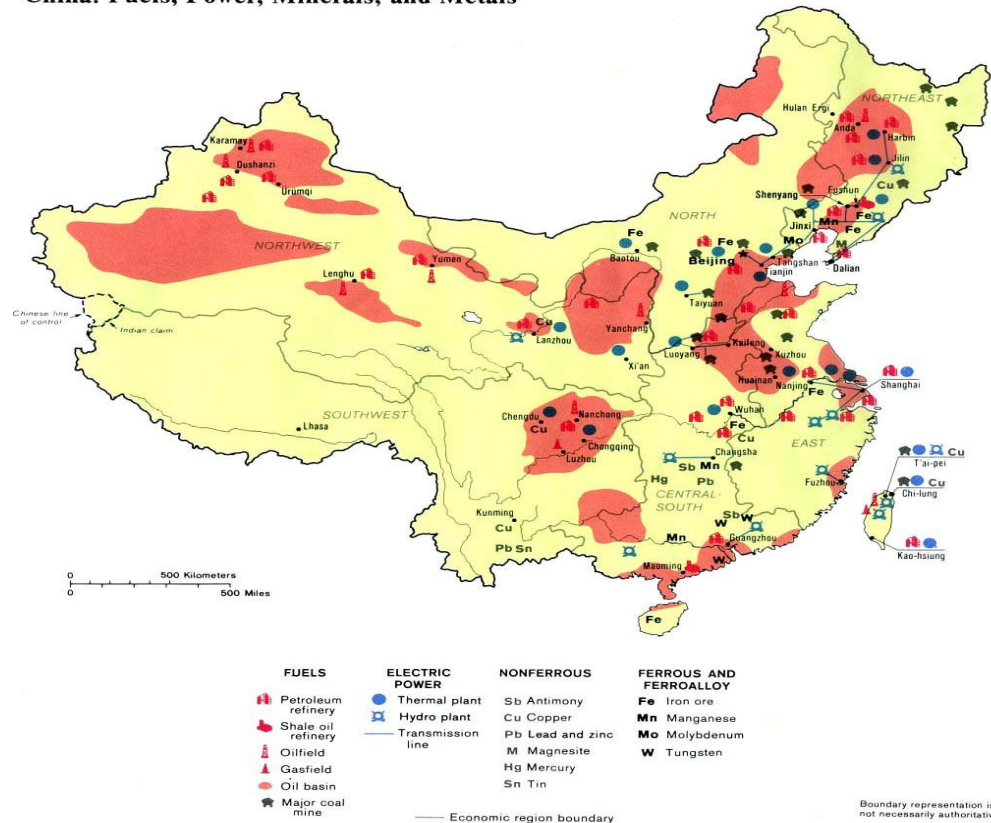 China: Fuels, Power, Minerals, and Metals
Hulan Ergi
NORTHEAST
Anda
Harbin
Karamay
Dushanzi
Urumqi
Jilin
Shenyang
Fushun
Cu
NORTH
Jinxi
Mn
Fe
Fe
Mo
M
Fe
Baotou
Fe
Beijing
Tangshan
Tianjin
Dalian
NORTHWEST
Yumen
Lenghu
Taiyuan
Chinese line
of control
Indian claim
Cu
Lanzhou
Yanchang
Luoyang
Kaifeng
Xuzhou
Xi'an
Huainan
Nanjing
Fe
Shanghai
SOUTHWEST
Lhasa
Chengdu
Cu
Nanchong
Chongqing
Luzhou
Wuhan
Fe
Cu
EAST
Changsha
Sb
Mn
Hg
Pb
CENTRAL-
SOUTH
Fuzhou
Cu
T'ai-pei
Cu
Chi-lung
Kunming
Cu
Pb Sn
Sb
W
W
Mn
Guangzhou
W
Maoming
Kao-hsiung
Fe
0 500 Kilometers
0 500 Miles
FUELS
Petroleum
refinery
Shale oil
refinery
Oilfield
Gasfield
Oil basin
Major coal
mine
ELECTRIC
POWER
Thermal plant
Hydro plant
Transmission
line
NONFERROUS
Sb Antimony
Cu Copper
Pb Lead and zinc
M Magnesite
Hg Mercury
Sn Tin
FERROUS AND
FERROALLOY
Fe Iron ore
Mn Manganese
Mo Molybdenum
W Tungsten
Economic region boundary
Boundary representation is
not necessarily authoritative